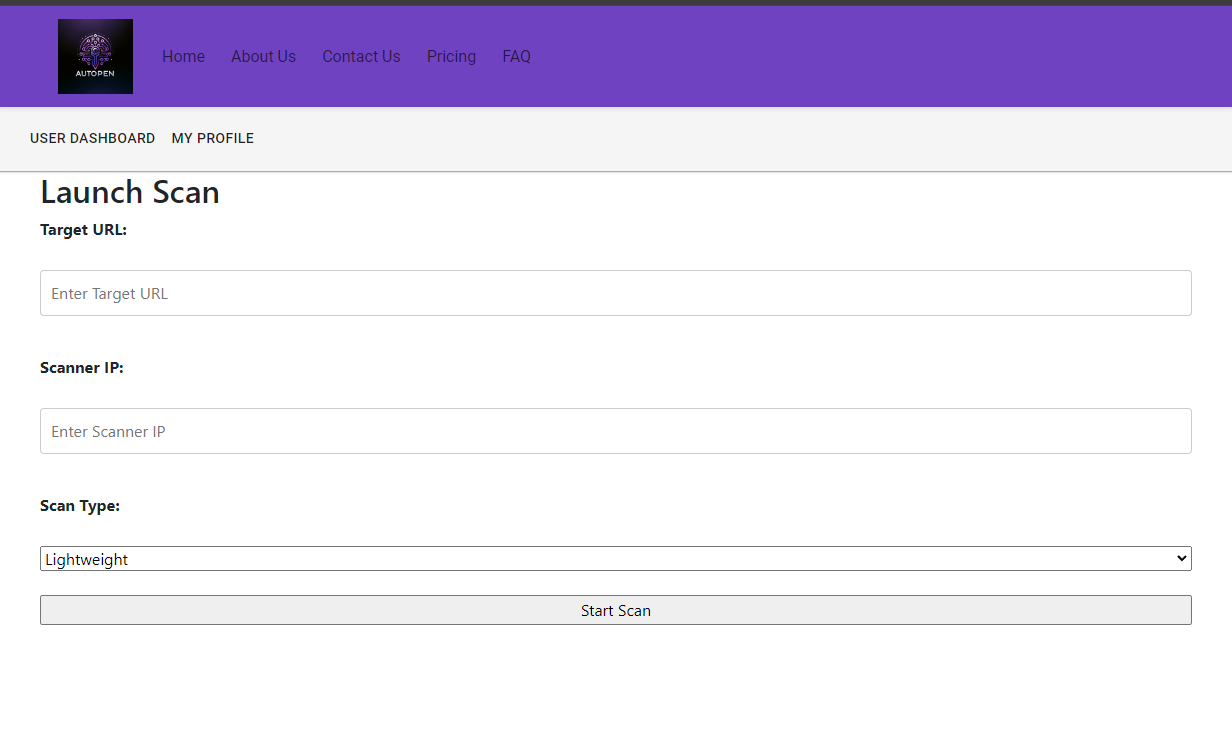 AUTOPEN
Home About Us Contact Us Pricing FAQ
USER DASHBOARD MY PROFILE
Launch Scan
Target URL:
Enter Target URL
Scanner IP:
Enter Scanner IP
Scan Type:
Lightweight
Start Scan